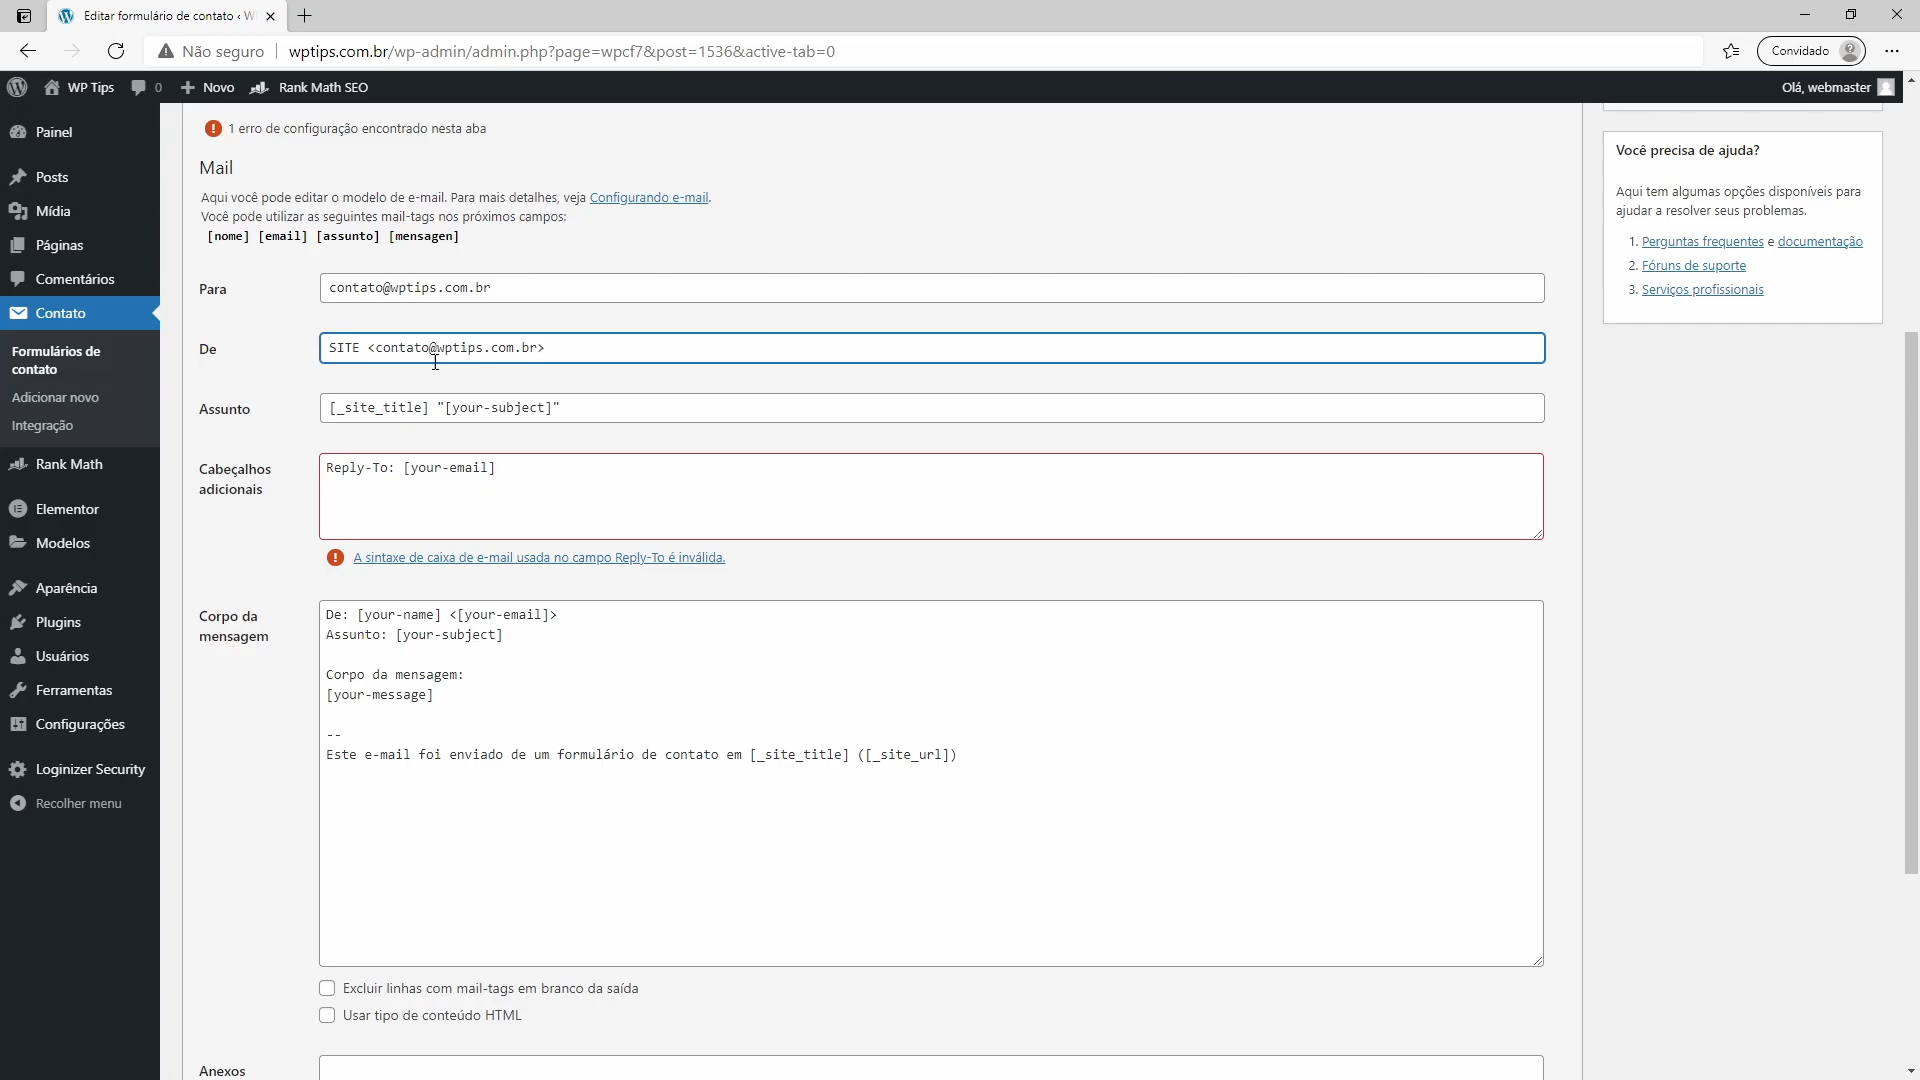 Editar formulário de contato ‹ W
Não seguro
wptips.com.br/wp-admin/admin.php?page=wpcf7&post=1536&active-tab=0
Convidado
WP Tips
0
Novo
Rank Math SEO
Olá, webmaster
Painel
Posts
Mídia
Páginas
Comentários
Contato
Formulários de
contato
Adicionar novo
Integração
Rank Math
Elementor
Modelos
Aparência
Plugins
Usuários
Ferramentas
Configurações
Loginizer Security
Recolher menu
1 erro de configuração encontrado nesta aba
Mail
Aqui você pode editar o modelo de e-mail. Para mais detalhes, veja Configurando e-mail.
Você pode utilizar as seguintes mail-tags nos próximos campos:
[nome] [email] [assunto] [mensagen]
Para
contato@wptips.com.br
De
SITE <contato@wptips.com.br>
Assunto
[_site_title] "[your-subject]"
Cabeçalhos
adicionais
Reply-To: [your-email]
A sintaxe de caixa de e-mail usada no campo Reply-To é inválida.
Corpo da
mensagem
De: [your-name] <[your-email]>
Assunto: [your-subject]
Corpo da mensagem:
[your-message]
--
Este e-mail foi enviado de um formulário de contato em [_site_title] ([_site_url])
Excluir linhas com mail-tags em branco da saída
Usar tipo de conteúdo HTML
Anexos
Você precisa de ajuda?
Aqui tem algumas opções disponíveis para
ajudar a resolver seus problemas.
1. Perguntas frequentes e documentação
2. Fóruns de suporte
3. Serviços profissionais